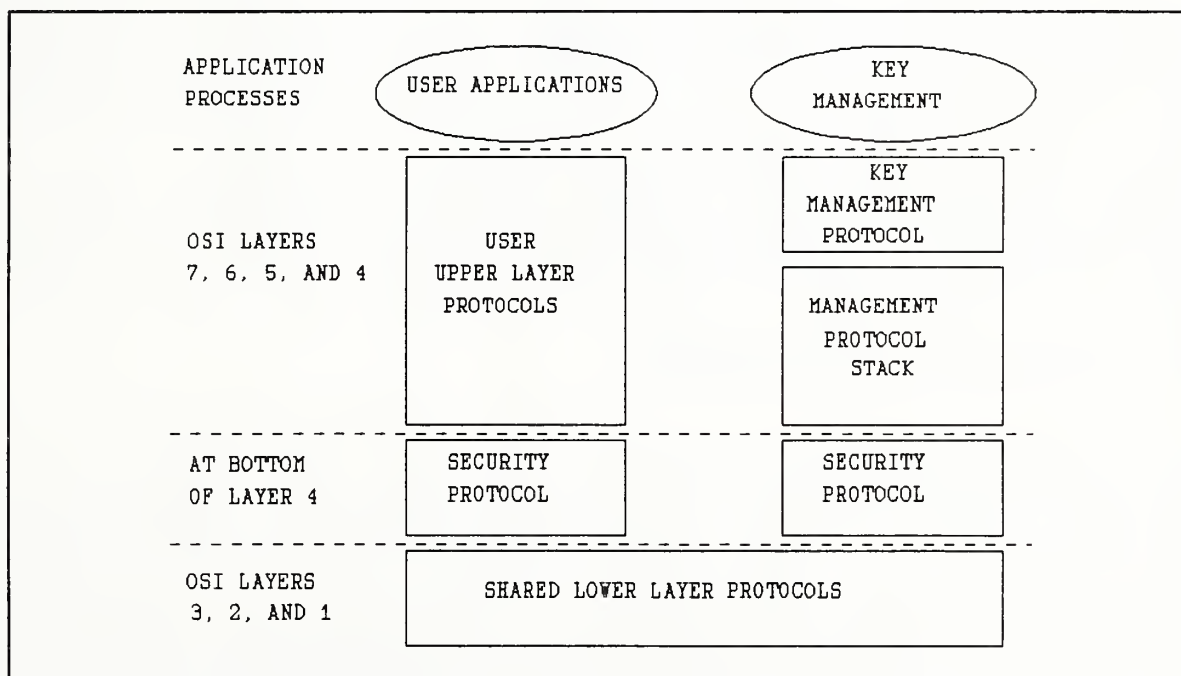 APPLICATION
PROCESSES
USER APPLICATIONS
KEY
MANAGEMENT
OSI LAYERS
7, 6, 5, AND 4
USER
UPPER LAYER
PROTOCOLS
KEY
MANAGEMENT
PROTOCOL
MANAGEMENT
PROTOCOL
STACK
AT BOTTOM
OF LAYER 4
SECURITY
PROTOCOL
SECURITY
PROTOCOL
OSI LAYERS
3, 2, AND 1
SHARED LOWER LAYER PROTOCOLS